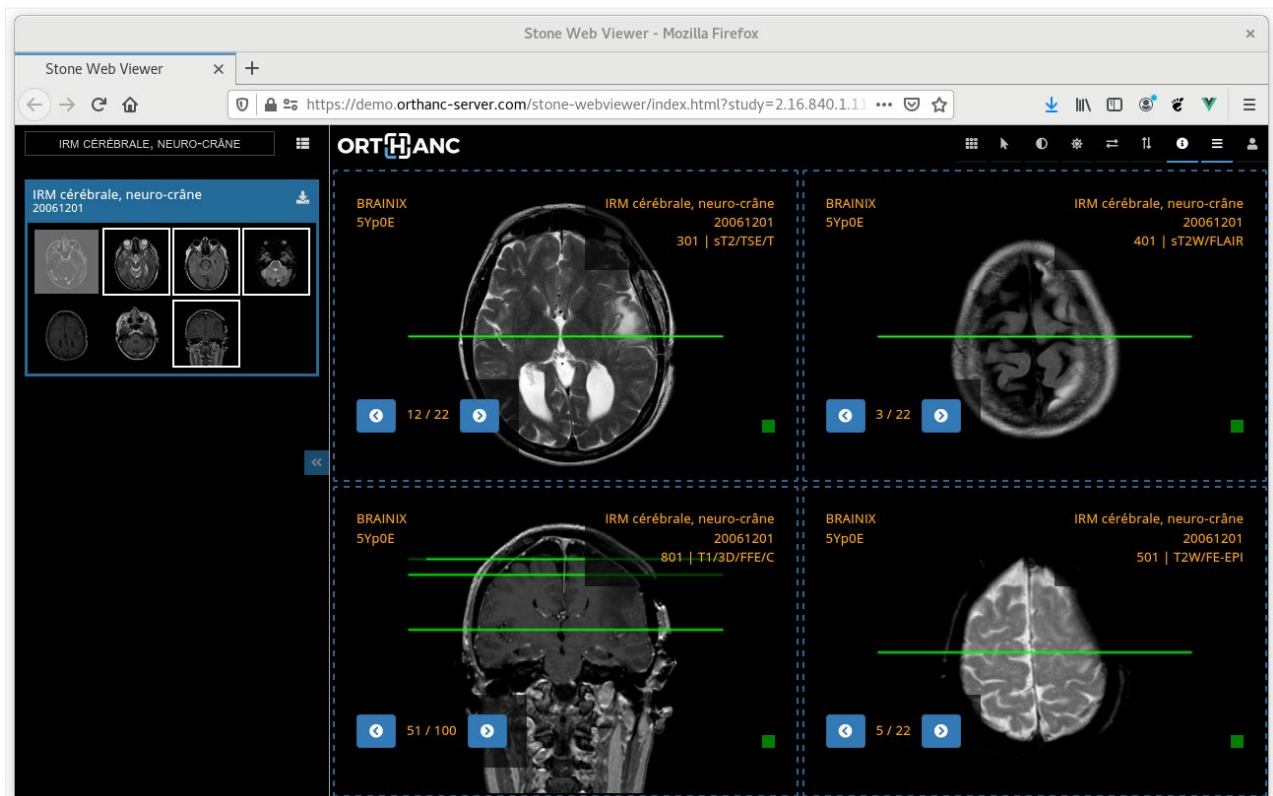 Stone Web Viewer - Mozilla Firefox
Stone Web Viewer
https://demo.orthanc-server.com/stone-webviewer/index.html?study=2.16.840.1.11
IRM CÉRÉBRALE, NEURO-CRÂNE
ORTHANC
IRM cérébrale, neuro-crâne
20061201
BRAINIX
5Yp0E
IRM cérébrale, neuro-crâne
20061201
301 | sT2/TSE/T
12 / 22
BRAINIX
5Yp0E
IRM cérébrale, neuro-crâne
20061201
401 | sT2W/FLAIR
3 / 22
BRAINIX
5Yp0E
IRM cérébrale, neuro-crâne
20061201
801 | T1/3D/FFE/C
51 / 100
BRAINIX
5Yp0E
IRM cérébrale, neuro-crâne
20061201
501 | T2W/FE-EPI
5 / 22